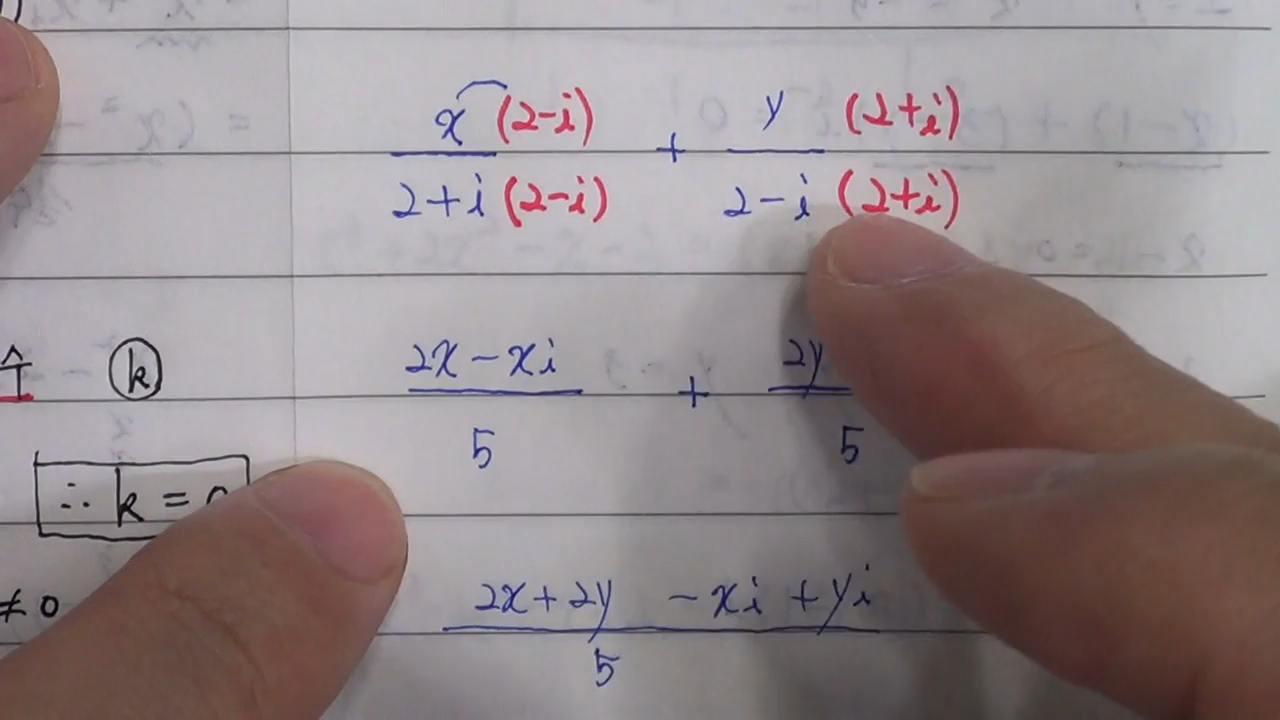 x (2-i) / 2+i (2-i) + y (2+i) / 2-i (2+i)
2x - xi / 5 + 2y / 5
k
∴ k =
2x + 2y - xi + yi / 5
≠ 0